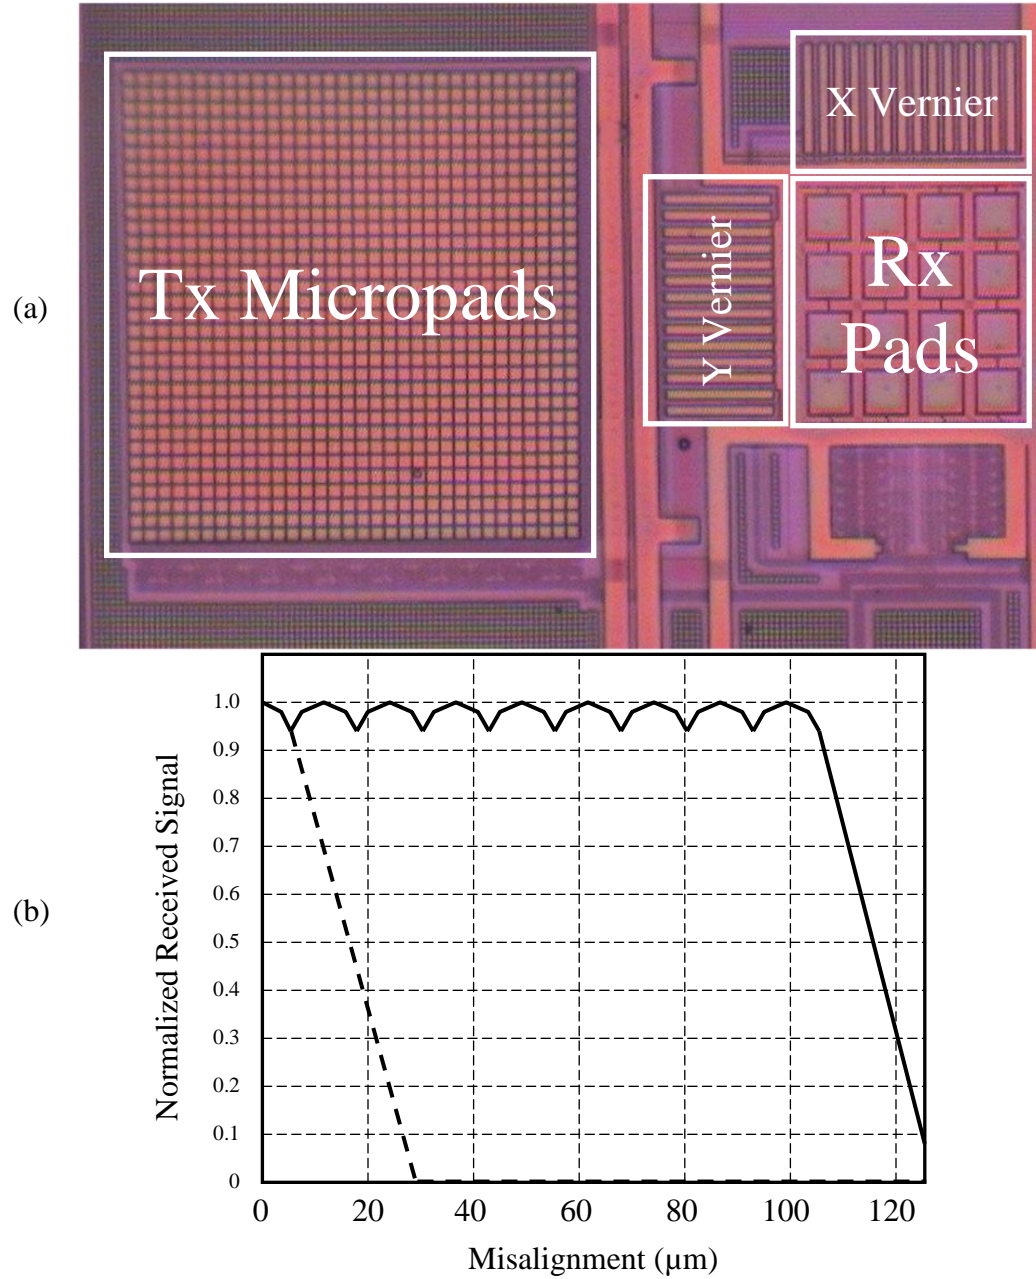 (a)
Tx Micropads
X Vernier
Y Vernier
Rx
Pads
(b)
Normalized Received Signal
1.0
0.9
0.8
0.7
0.6
0.5
0.4
0.3
0.2
0.1
0
0 20 40 60 80 100 120
Misalignment (µm)